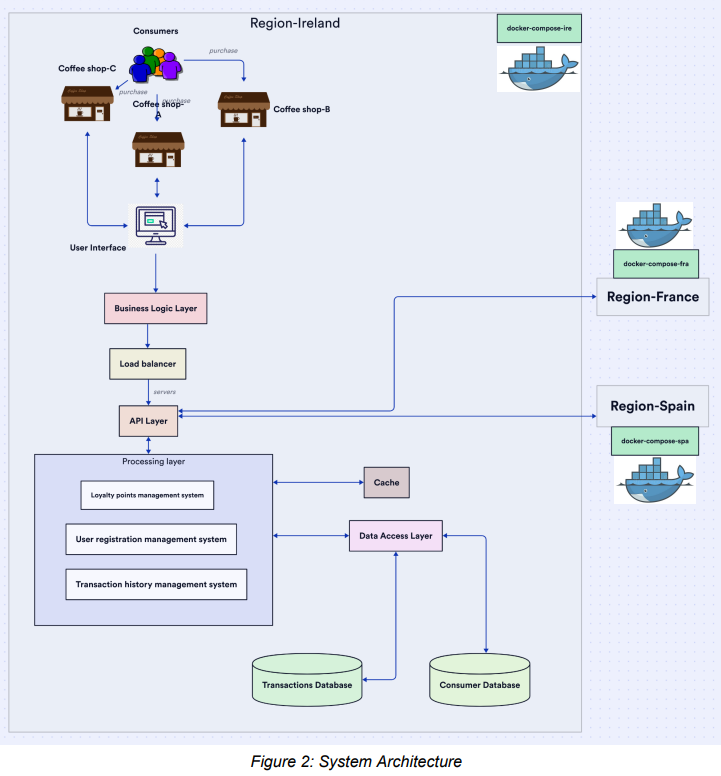 Region-Ireland
docker-compose-ire
Consumers
purchase
Coffee shop-C
purchase
purchase
Coffee shop-
A
Coffee shop-B
User Interface
docker-compose-fra
Region-France
Business Logic Layer
Load balancer
servers
API Layer
Region-Spain
docker-compose-spa
Processing layer
Loyalty points management system
Cache
User registration management system
Data Access Layer
Transaction history management system
Transactions Database
Consumer Database
Figure 2: System Architecture